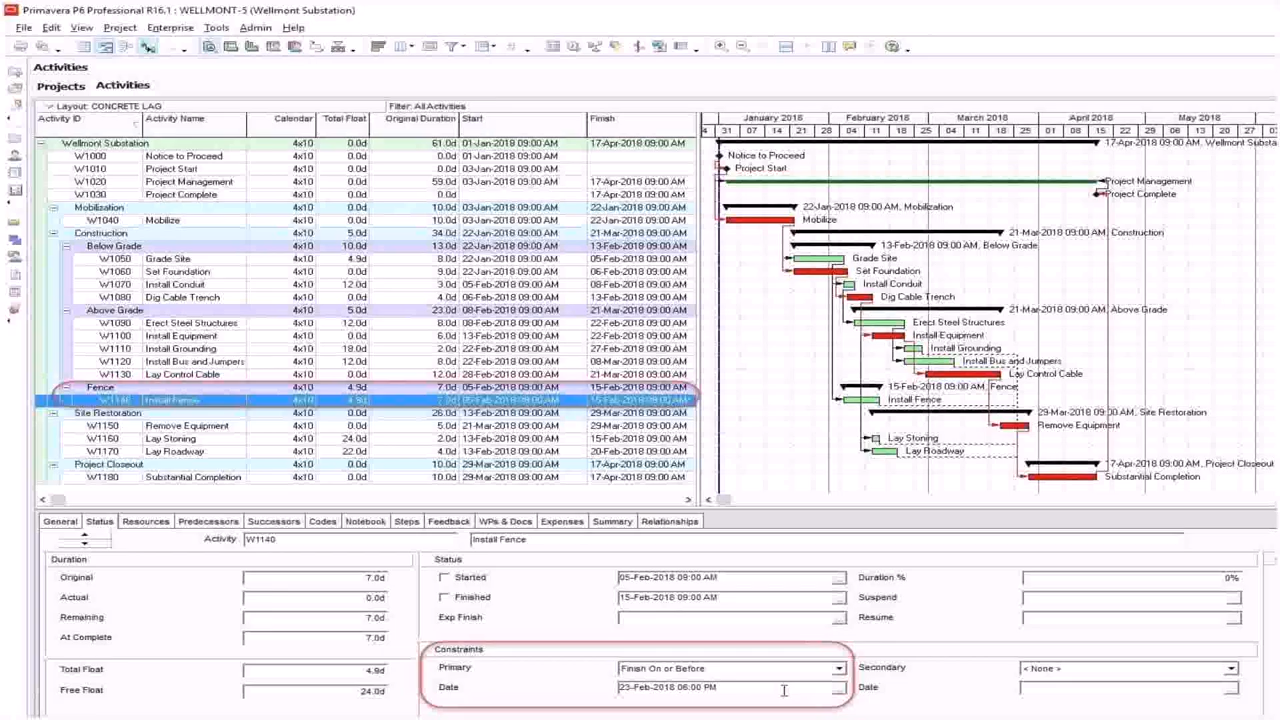 Primavera P6 Professional R16.1 : WELLMONT-5 (Wellmont Substation)
File Edit View Project Enterprise Tools Admin Help
Activities
Projects Activities
Layout: CONCRETE LAG Filter: All Activities
Activity ID Activity Name Calendar Total Float Original Duration Start Finish January 2018 February 2018 March 2018 April 2018 May 2018
4 31 07 14 21 28 04 11 18 25 04 11 18 25 01 08 15 22 29 06 13 20 27
Wellmont Substation 4x10 0.0d 61.0d 01-Jan-2018 09:00 AM 17-Apr-2018 09:00 AM 17-Apr-2018 09:00 AM, Wellmont Substa
W1000 Notice to Proceed 4x10 0.0d 0.0d 01-Jan-2018 09:00 AM Notice to Proceed
W1010 Project Start 4x10 0.0d 0.0d 03-Jan-2018 09:00 AM Project Start
W1020 Project Management 4x10 0.0d 59.0d 03-Jan-2018 09:00 AM 17-Apr-2018 09:00 AM Project Management
W1030 Project Complete 4x10 0.0d 0.0d 17-Apr-2018 09:00 AM Project Complete
Mobilization 4x10 0.0d 10.0d 03-Jan-2018 09:00 AM 22-Jan-2018 09:00 AM 22-Jan-2018 09:00 AM, Mobilization
W1040 Mobilize 4x10 0.0d 10.0d 03-Jan-2018 09:00 AM 22-Jan-2018 09:00 AM Mobilize
Construction 4x10 5.0d 34.0d 22-Jan-2018 09:00 AM 21-Mar-2018 09:00 AM 21-Mar-2018 09:00 AM, Construction
Below Grade 4x10 10.0d 13.0d 22-Jan-2018 09:00 AM 13-Feb-2018 09:00 AM 13-Feb-2018 09:00 AM, Below Grade
W1050 Grade Site 4x10 4.9d 8.0d 22-Jan-2018 09:00 AM 05-Feb-2018 09:00 AM Grade Site
W1060 Set Foundation 4x10 0.0d 9.0d 22-Jan-2018 09:00 AM 06-Feb-2018 09:00 AM Set Foundation
W1070 Install Conduit 4x10 12.0d 3.0d 05-Feb-2018 09:00 AM 08-Feb-2018 09:00 AM Install Conduit
W1080 Dig Cable Trench 4x10 0.0d 4.0d 06-Feb-2018 09:00 AM 13-Feb-2018 09:00 AM Dig Cable Trench
Above Grade 4x10 5.0d 23.0d 08-Feb-2018 09:00 AM 21-Mar-2018 09:00 AM 21-Mar-2018 09:00 AM, Above Grade
W1090 Erect Steel Structures 4x10 12.0d 8.0d 08-Feb-2018 09:00 AM 22-Feb-2018 09:00 AM Erect Steel Structures
W1100 Install Equipment 4x10 0.0d 6.0d 13-Feb-2018 09:00 AM 22-Feb-2018 09:00 AM Install Equipment
W1110 Install Grounding 4x10 18.0d 2.0d 22-Feb-2018 09:00 AM 27-Feb-2018 09:00 AM Install Grounding
W1120 Install Bus and Jumpers 4x10 12.0d 8.0d 22-Feb-2018 09:00 AM 08-Mar-2018 09:00 AM Install Bus and Jumpers
W1130 Lay Control Cable 4x10 0.0d 12.0d 28-Feb-2018 09:00 AM 21-Mar-2018 09:00 AM Lay Control Cable
Fence 4x10 4.9d 7.0d 05-Feb-2018 09:00 AM 15-Feb-2018 09:00 AM 15-Feb-2018 09:00 AM, Fence
W1140 Install Fence 4x10 4.9d 7.0d 05-Feb-2018 09:00 AM 15-Feb-2018 09:00 AM Install Fence
Site Restoration 4x10 0.0d 26.0d 13-Feb-2018 09:00 AM 29-Mar-2018 09:00 AM 29-Mar-2018 09:00 AM, Site Restoration
W1150 Remove Equipment 4x10 0.0d 5.0d 21-Mar-2018 09:00 AM 29-Mar-2018 09:00 AM Remove Equipment
W1160 Lay Stoning 4x10 24.0d 2.0d 13-Feb-2018 09:00 AM 15-Feb-2018 09:00 AM Lay Stoning
W1170 Lay Roadway 4x10 22.0d 4.0d 13-Feb-2018 09:00 AM 20-Feb-2018 09:00 AM Lay Roadway
Project Closeout 4x10 0.0d 10.0d 29-Mar-2018 09:00 AM 17-Apr-2018 09:00 AM 7-Apr-2018 09:00 AM, Project Closeout
W1180 Substantial Completion 4x10 0.0d 10.0d 29-Mar-2018 09:00 AM 17-Apr-2018 09:00 AM Substantial Completion
General Status Resources Predecessors Successors Codes Notebook Steps Feedback WPs & Docs Expenses Summary Relationships
Activity W1140 Install Fence
Duration Status
Original 7.0d Started 05-Feb-2018 09:00 AM Duration % 0%
Actual 0.0d Finished 15-Feb-2018 09:00 AM Suspend
Remaining 7.0d Exp Finish Resume
At Complete 7.0d
Constraints
Total Float 4.9d Primary Finish On or Before Secondary < None >
Free Float 24.0d Date 23-Feb-2018 06:00 PM Date